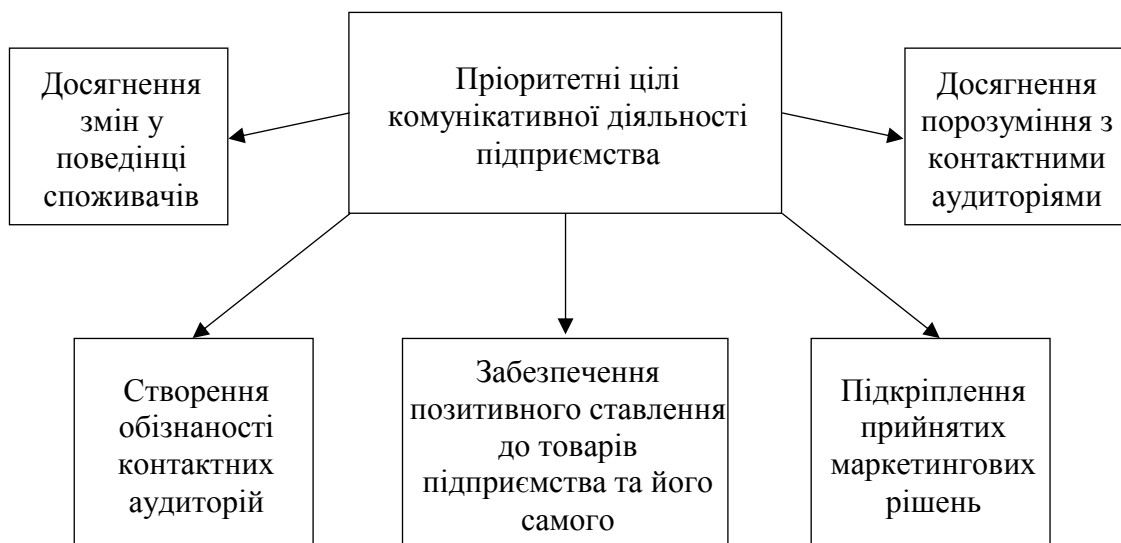 Пріоритетні цілі
комунікативної діяльності
підприємства
Досягнення
змін у
поведінці
споживачів
Досягнення
порозуміння з
контактними
аудиторіями
Створення
обізнаності
контактних
аудиторій
Забезпечення
позитивного ставлення
до товарів
підприємства та його
самого
Підкріплення
прийнятих
маркетингових
рішень